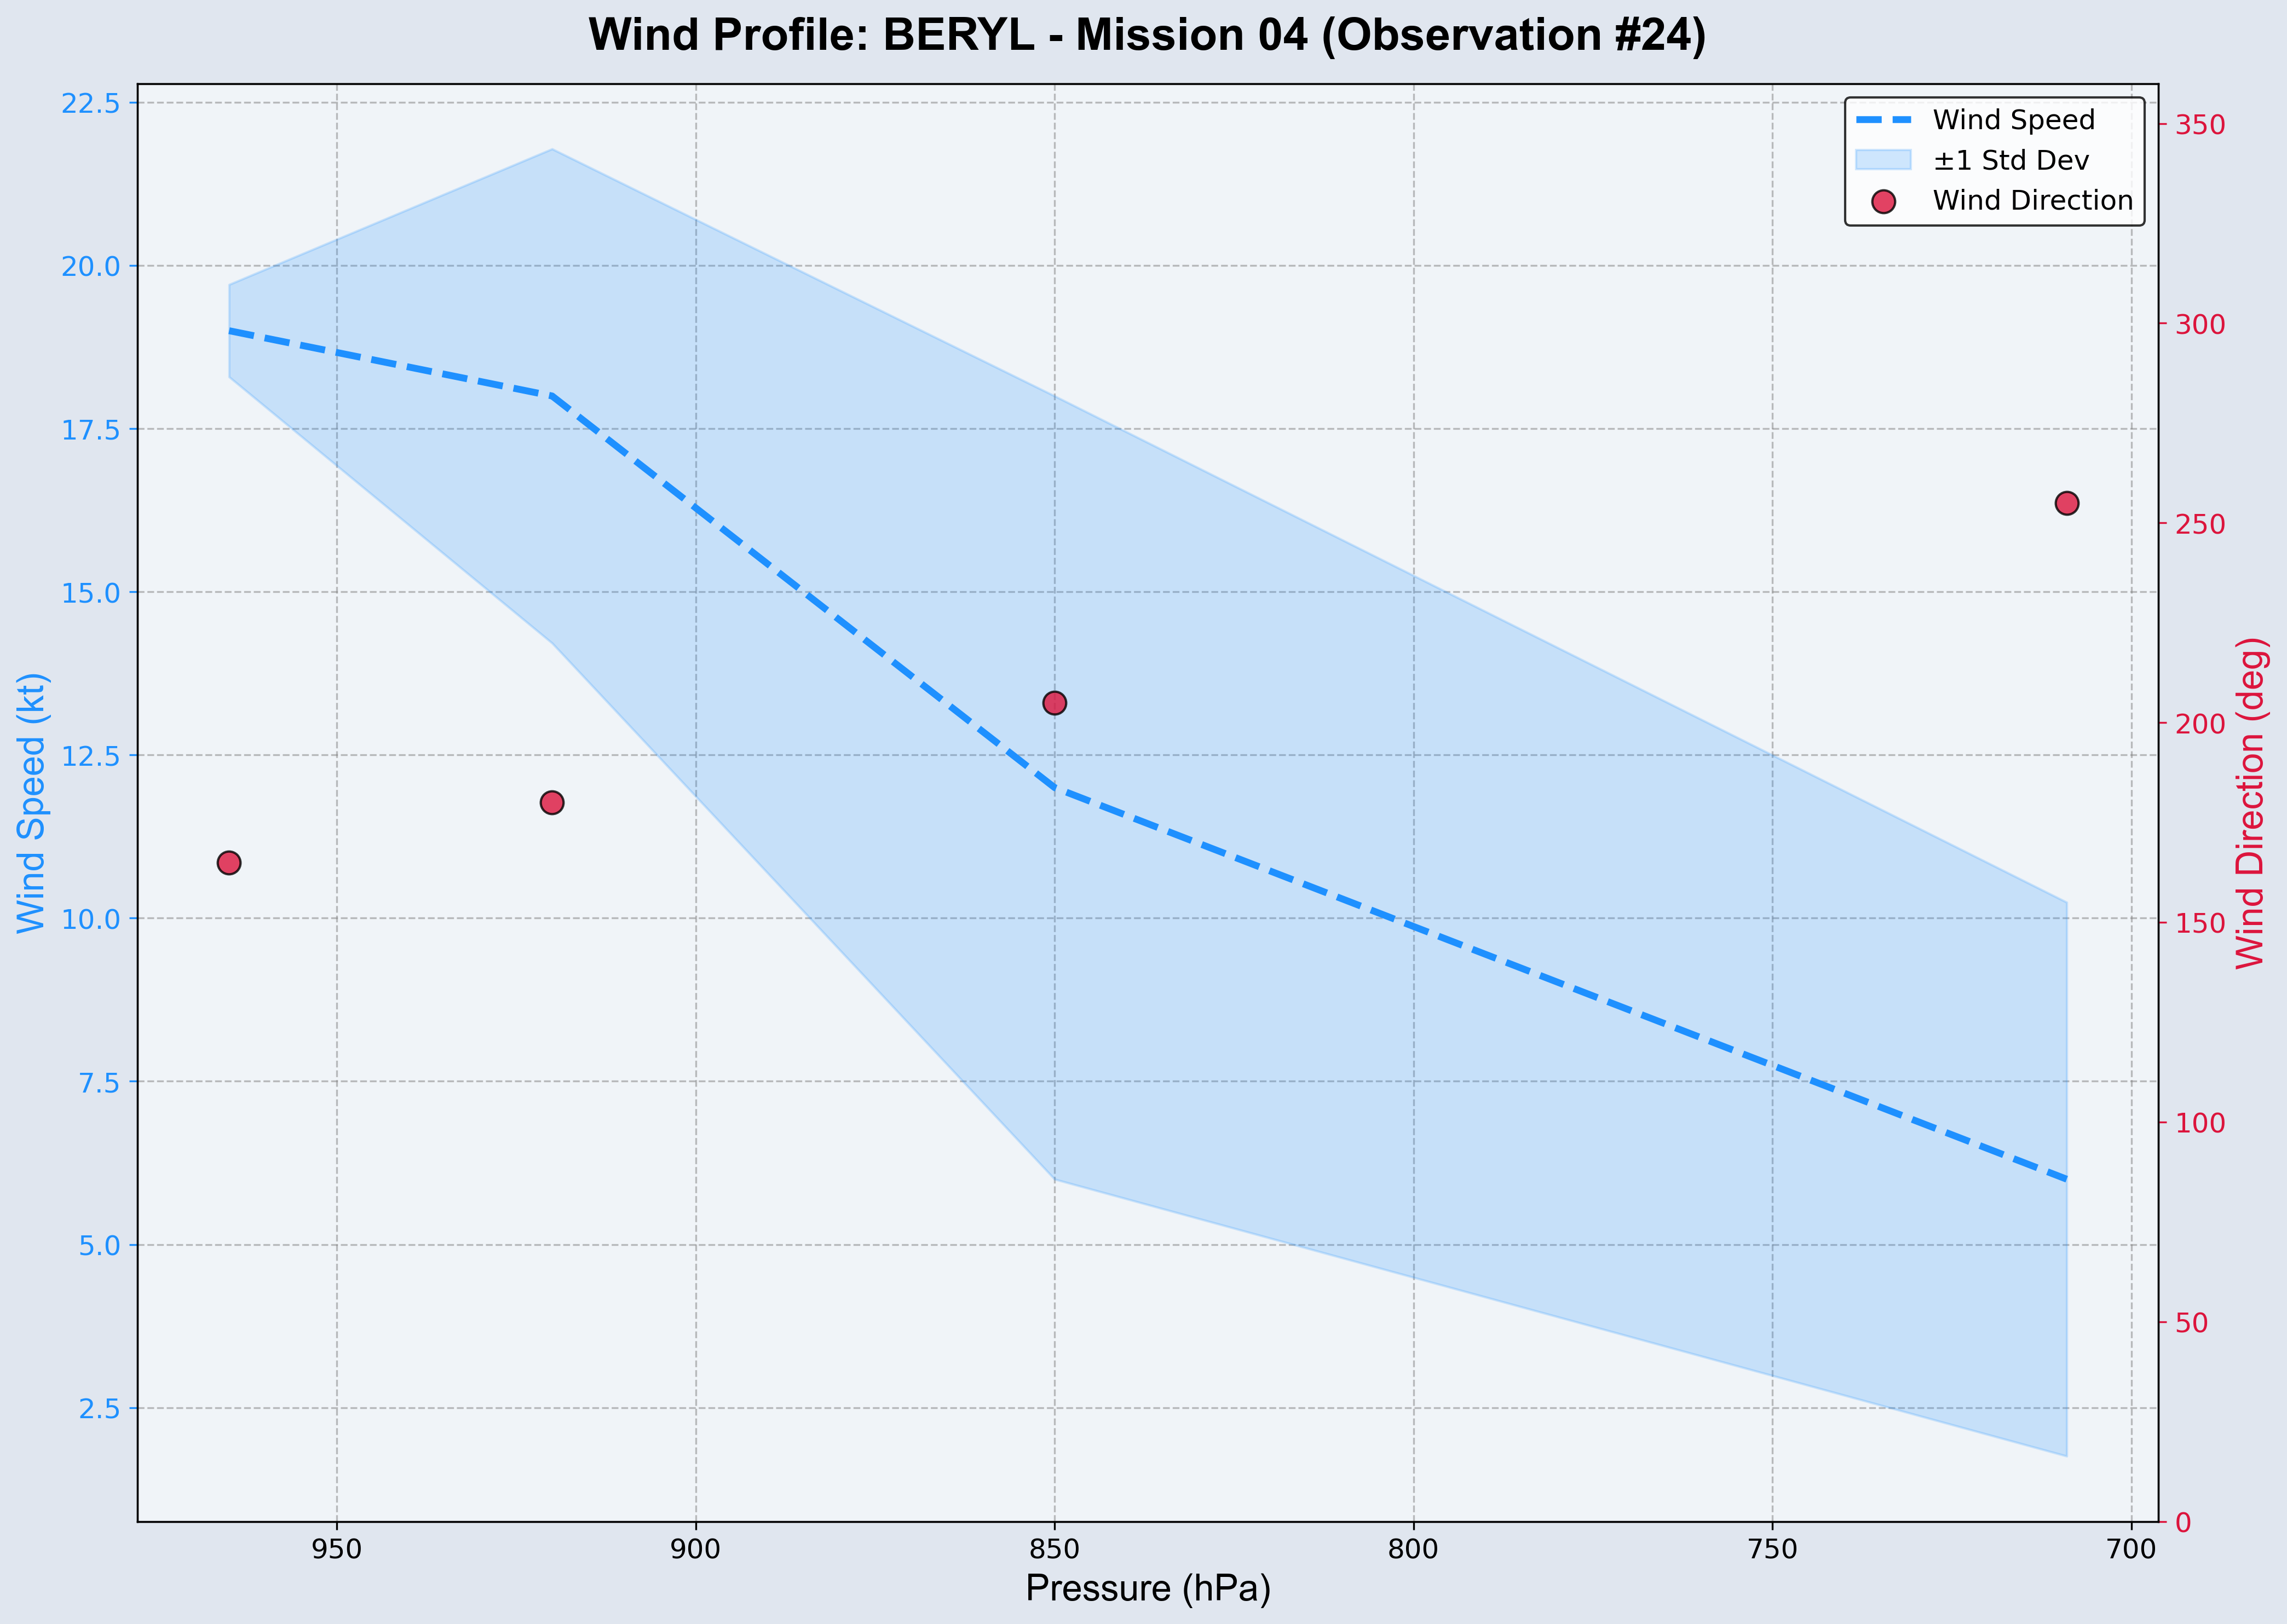 Wind Profile: BERYL - Mission 04 (Observation #24)
Wind Speed
±1 Std Dev
Wind Direction
Wind Speed (kt)
22.5
20.0
17.5
15.0
12.5
10.0
7.5
5.0
2.5
350
300
250
200
150
100
50
0
Wind Direction (deg)
950 900 850 800 750 700
Pressure (hPa)